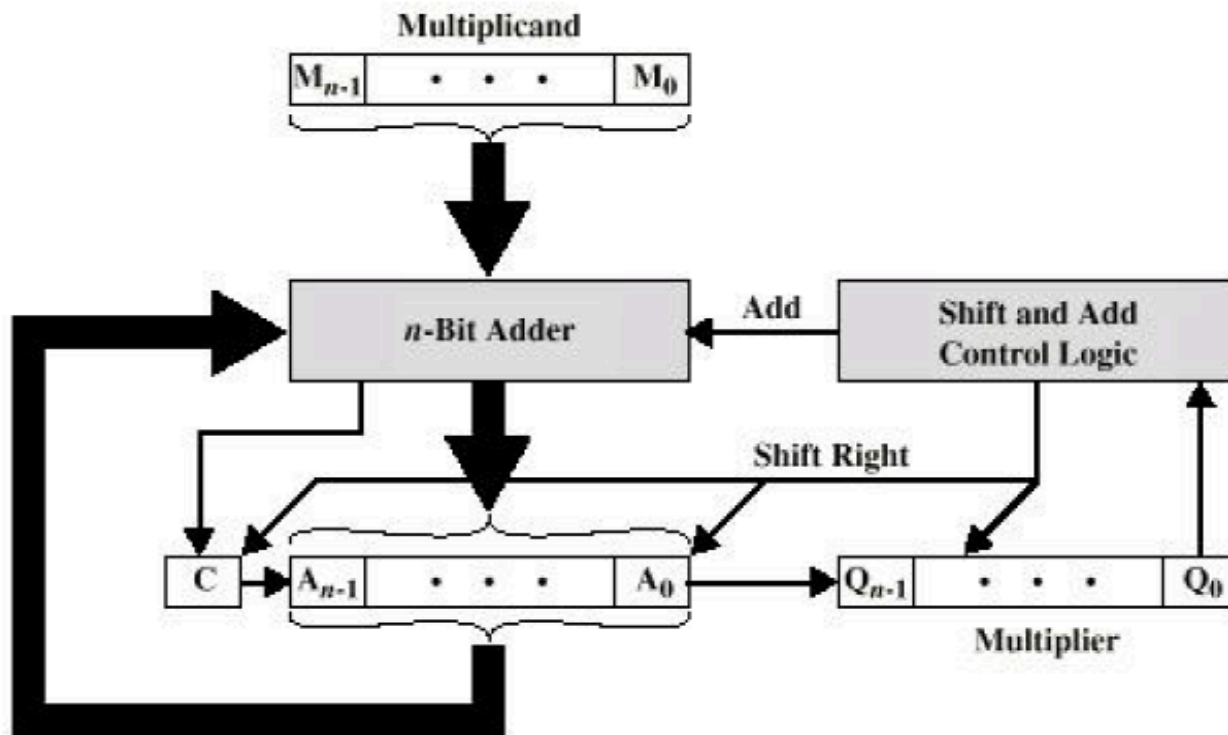 Multiplicand
Mn-1 • • • M0
n-Bit Adder
Add
Shift and Add
Control Logic
Shift Right
C
An-1 • • • A0
Qn-1 • • • Q0
Multiplier